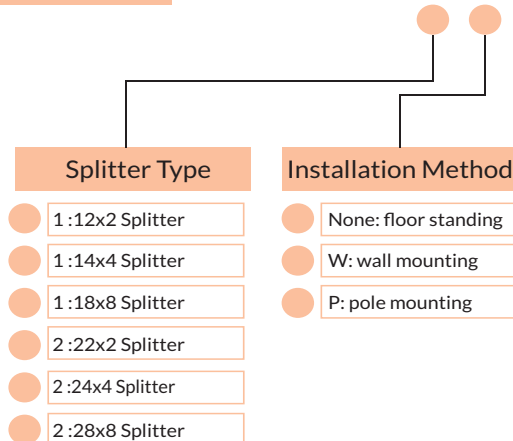 Splitter Type
1 :12x2 Splitter
1 :14x4 Splitter
1 :18x8 Splitter
2 :22x2 Splitter
2 :24x4 Splitter
2 :28x8 Splitter
Installation Method
None: floor standing
W: wall mounting
P: pole mounting